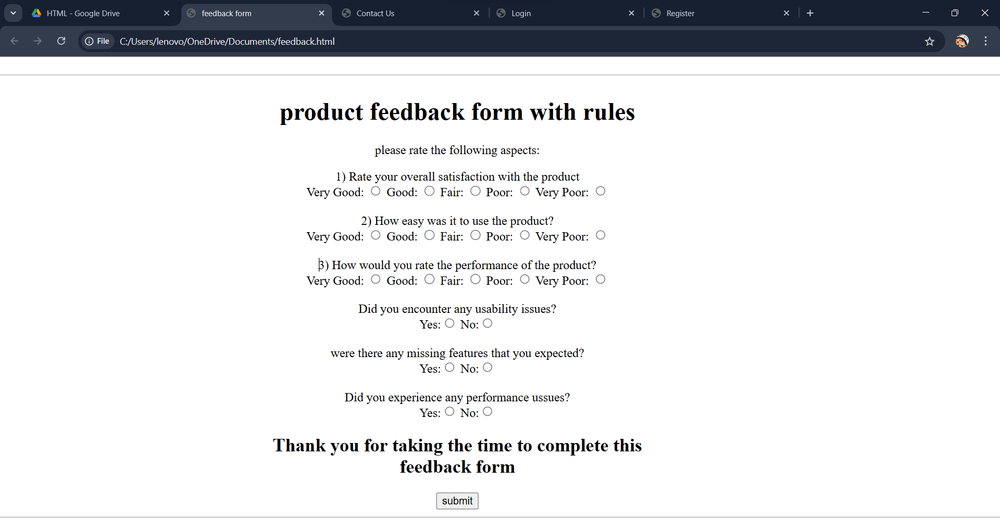 HTML - Google Drive
feedback form
Contact Us
Login
Register
File C:/Users/lenovo/OneDrive/Documents/feedback.html
product feedback form with rules
please rate the following aspects:
1) Rate your overall satisfaction with the product
Very Good: Good: Fair: Poor: Very Poor:
2) How easy was it to use the product?
Very Good: Good: Fair: Poor: Very Poor:
3) How would you rate the performance of the product?
Very Good: Good: Fair: Poor: Very Poor:
Did you encounter any usability issues?
Yes: No:
were there any missing features that you expected?
Yes: No:
Did you experience any performance ussues?
Yes: No:
Thank you for taking the time to complete this
feedback form
submit